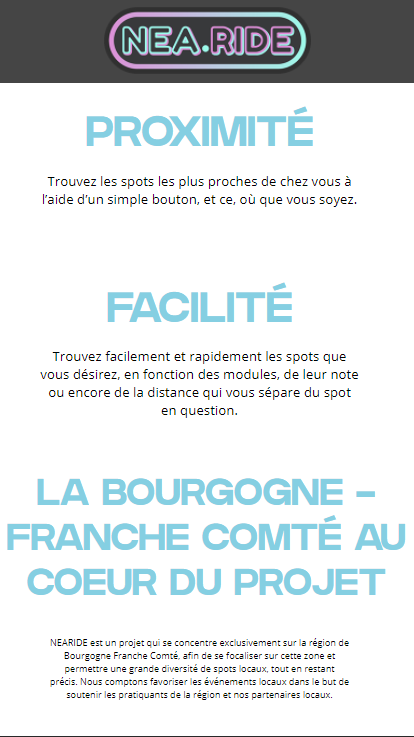 NEA.RIDE
PROXIMITÉ
Trouvez les spots les plus proches de chez vous à
l'aide d'un simple bouton, et ce, où que vous soyez.
FACILITÉ
Trouvez facilement et rapidement les spots que
vous désirez, en fonction des modules, de leur note
ou encore de la distance qui vous sépare du spot
en question.
LA BOURGOGNE -
FRANCHE COMTÉ AU
COEUR DU PROJET
NEARIDE est un projet qui se concentre exclusivement sur la région de
Bourgogne Franche Comté, afin de se focaliser sur cette zone et
permettre une grande diversité de spots locaux, tout en restant
précis. Nous comptons favoriser les événements locaux dans le but de
soutenir les pratiquants de la région et nos partenaires locaux.